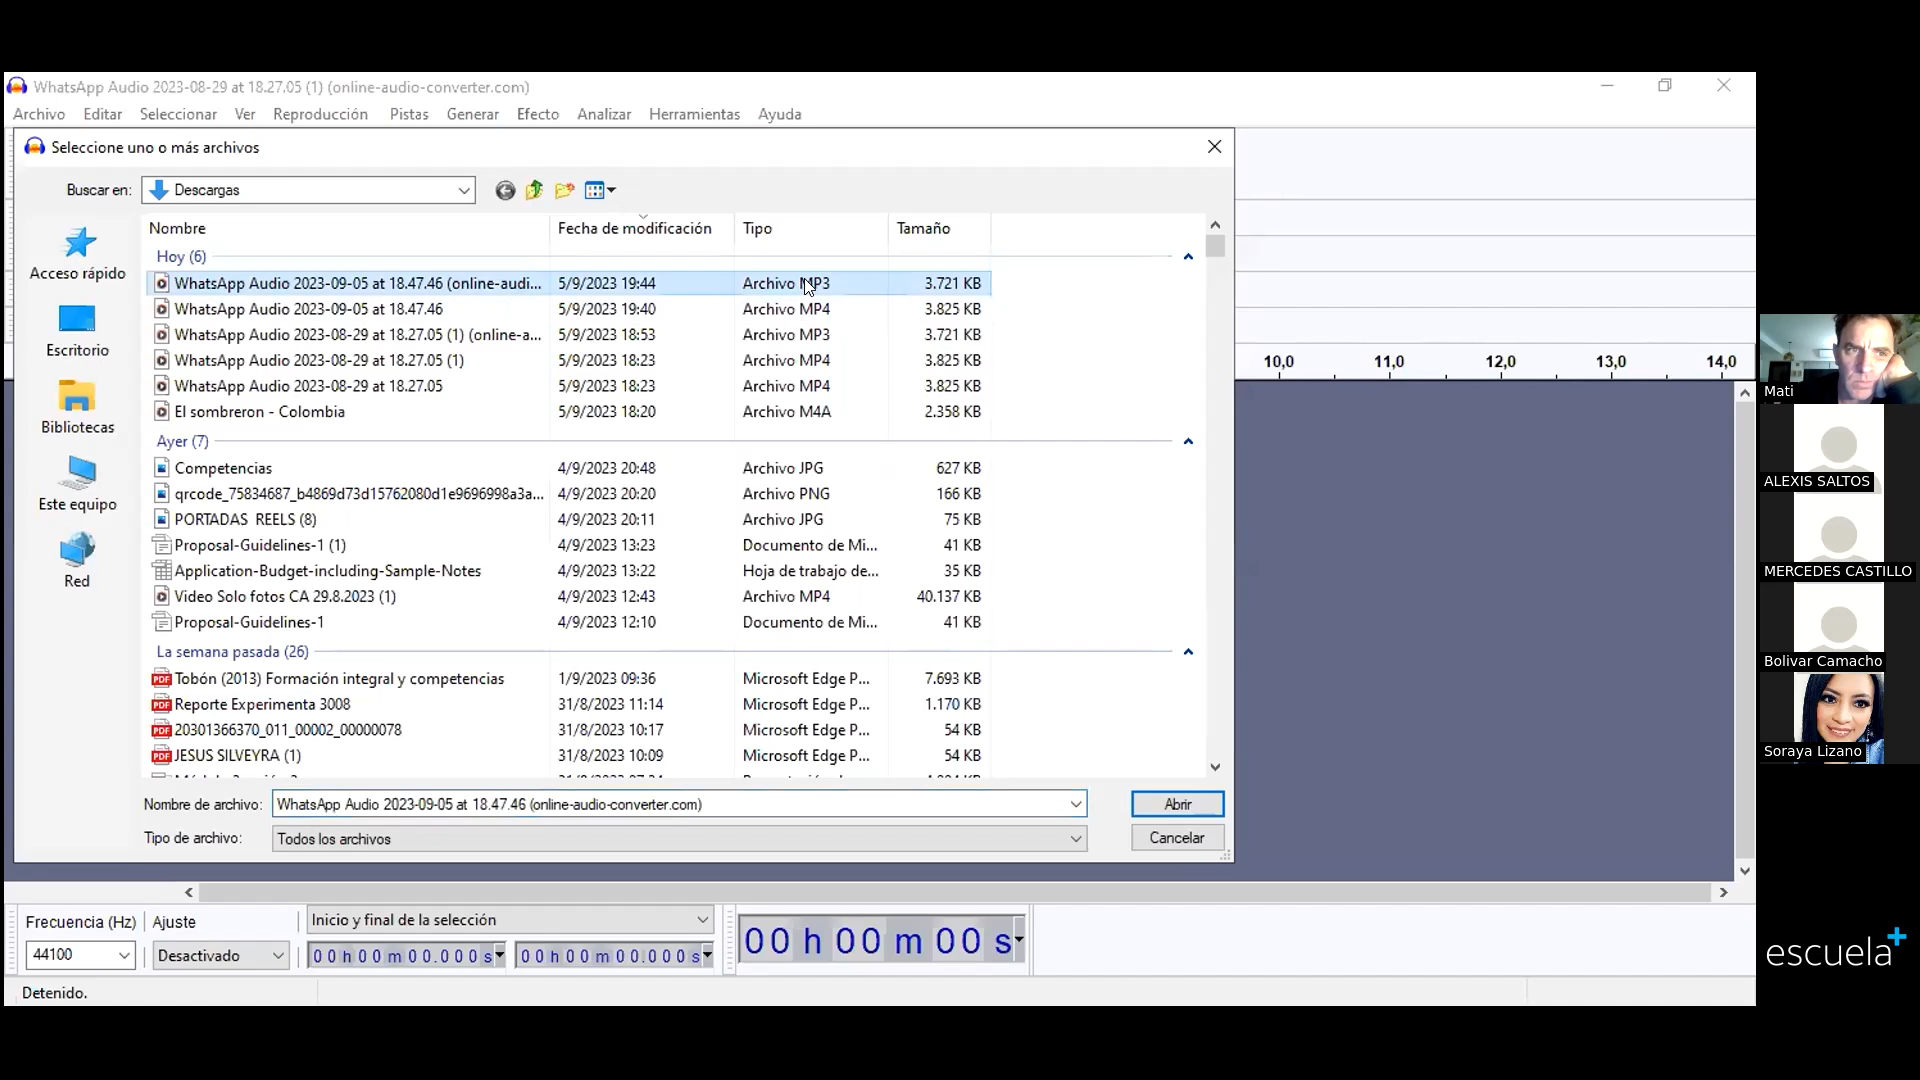 WhatsApp Audio 2023-08-29 at 18.27.05 (1) (online-audio-converter.com)
Archivo Editar Seleccionar Ver Reproducción Pistas Generar Efecto Analizar Herramientas Ayuda
Seleccione uno o más archivos
Buscar en: Descargas
Nombre Fecha de modificación Tipo Tamaño
Hoy (6)
WhatsApp Audio 2023-09-05 at 18.47.46 (online-audi... 5/9/2023 19:44 Archivo MP3 3.721 KB
WhatsApp Audio 2023-09-05 at 18.47.46 5/9/2023 19:40 Archivo MP4 3.825 KB
WhatsApp Audio 2023-08-29 at 18.27.05 (1) (online-a... 5/9/2023 18:53 Archivo MP3 3.721 KB
WhatsApp Audio 2023-08-29 at 18.27.05 (1) 5/9/2023 18:23 Archivo MP4 3.825 KB
WhatsApp Audio 2023-08-29 at 18.27.05 5/9/2023 18:23 Archivo MP4 3.825 KB
El sombreron - Colombia 5/9/2023 18:20 Archivo M4A 2.358 KB
Ayer (7)
Competencias 4/9/2023 20:48 Archivo JPG 627 KB
qrcode_75834687_b4869d73d15762080d1e9696998a3a... 4/9/2023 20:20 Archivo PNG 166 KB
PORTADAS REELS (8) 4/9/2023 20:11 Archivo JPG 75 KB
Proposal-Guidelines-1 (1) 4/9/2023 13:23 Documento de Mi... 41 KB
Application-Budget-including-Sample-Notes 4/9/2023 13:22 Hoja de trabajo de... 35 KB
Video Solo fotos CA 29.8.2023 (1) 4/9/2023 12:43 Archivo MP4 40.137 KB
Proposal-Guidelines-1 4/9/2023 12:10 Documento de Mi... 41 KB
La semana pasada (26)
PDF Tobón (2013) Formación integral y competencias 1/9/2023 09:36 Microsoft Edge P... 7.693 KB
PDF Reporte Experimenta 3008 31/8/2023 11:14 Microsoft Edge P... 1.170 KB
PDF 20301366370_011_00002_00000078 31/8/2023 10:17 Microsoft Edge P... 54 KB
PDF JESUS SILVEYRA (1) 31/8/2023 10:09 Microsoft Edge P... 54 KB
Acceso rápido
Escritorio
Bibliotecas
Este equipo
Red
Nombre de archivo: WhatsApp Audio 2023-09-05 at 18.47.46 (online-audio-converter.com) Abrir
Tipo de archivo: Todos los archivos Cancelar
10,0 11,0 12,0 13,0 14,0
Frecuencia (Hz) Ajuste Inicio y final de la selección
44100 Desactivado 00 h 00 m 00.000 s 00 h 00 m 00.000 s 00 h 00 m 00 s
Detenido.
Mati
ALEXIS SALTOS
MERCEDES CASTILLO
Bolivar Camacho
Soraya Lizano
escuela+